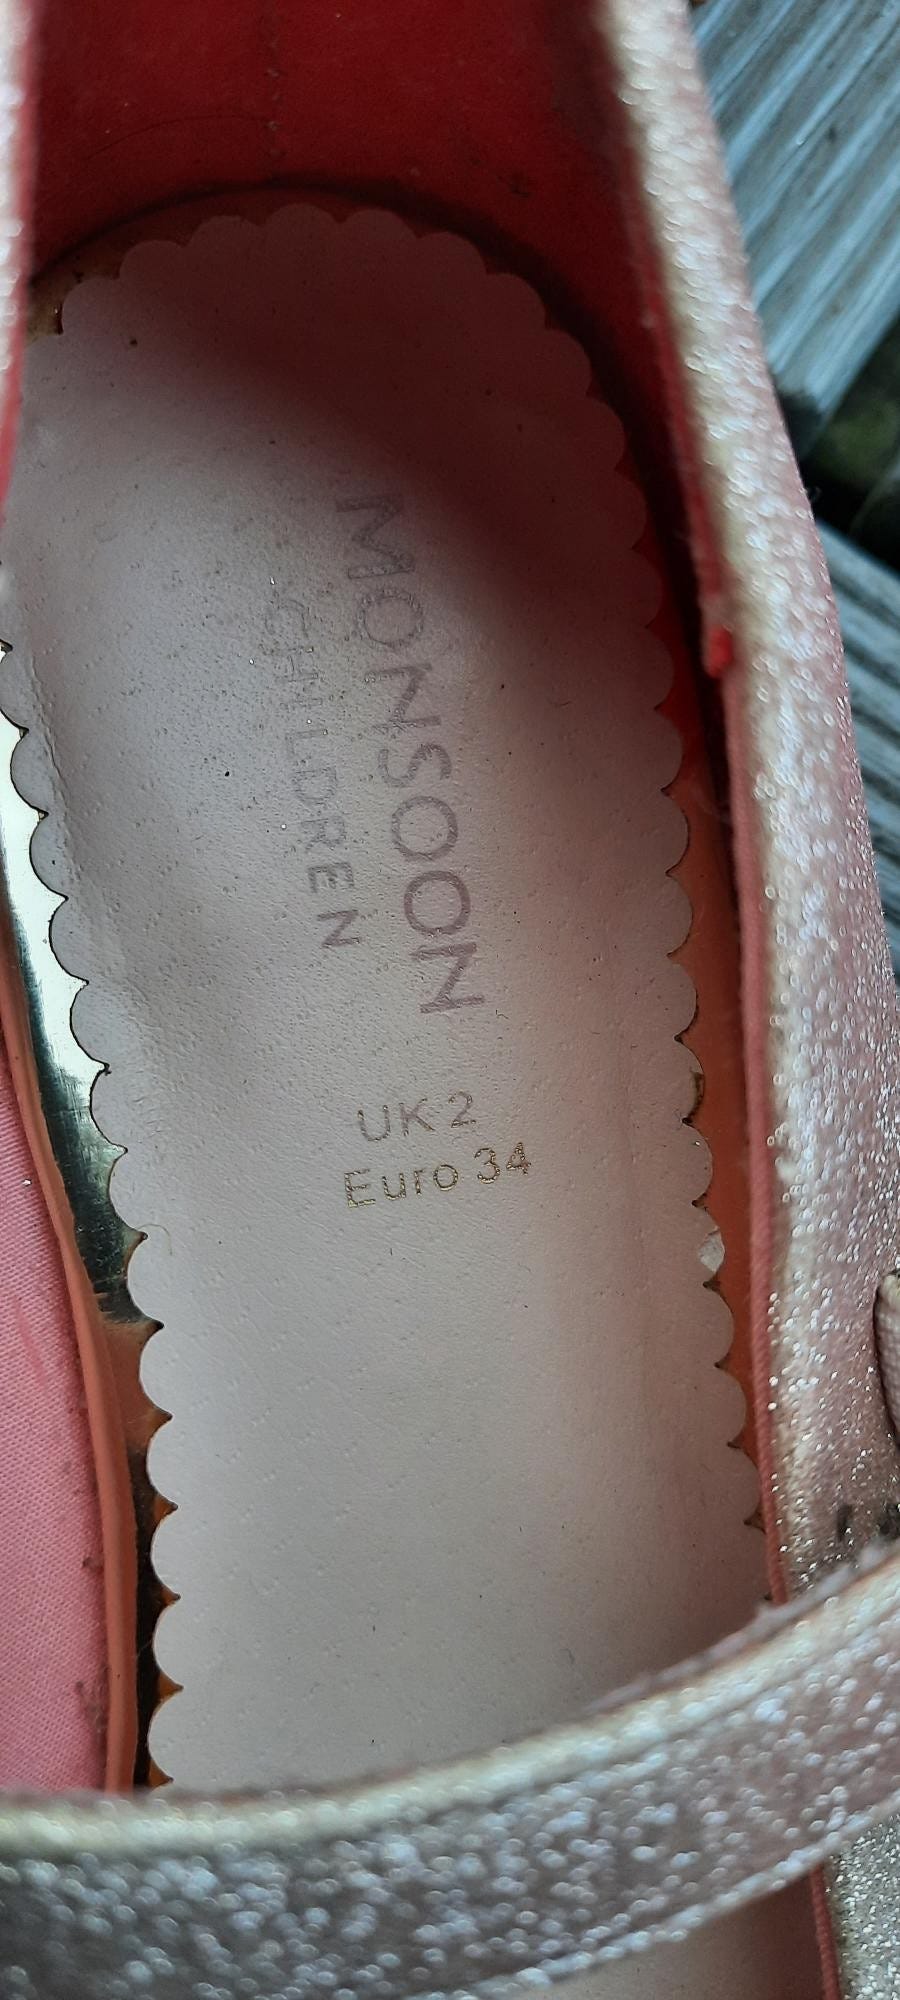 MONSOON
CHILDREN
UK 2
Euro 34